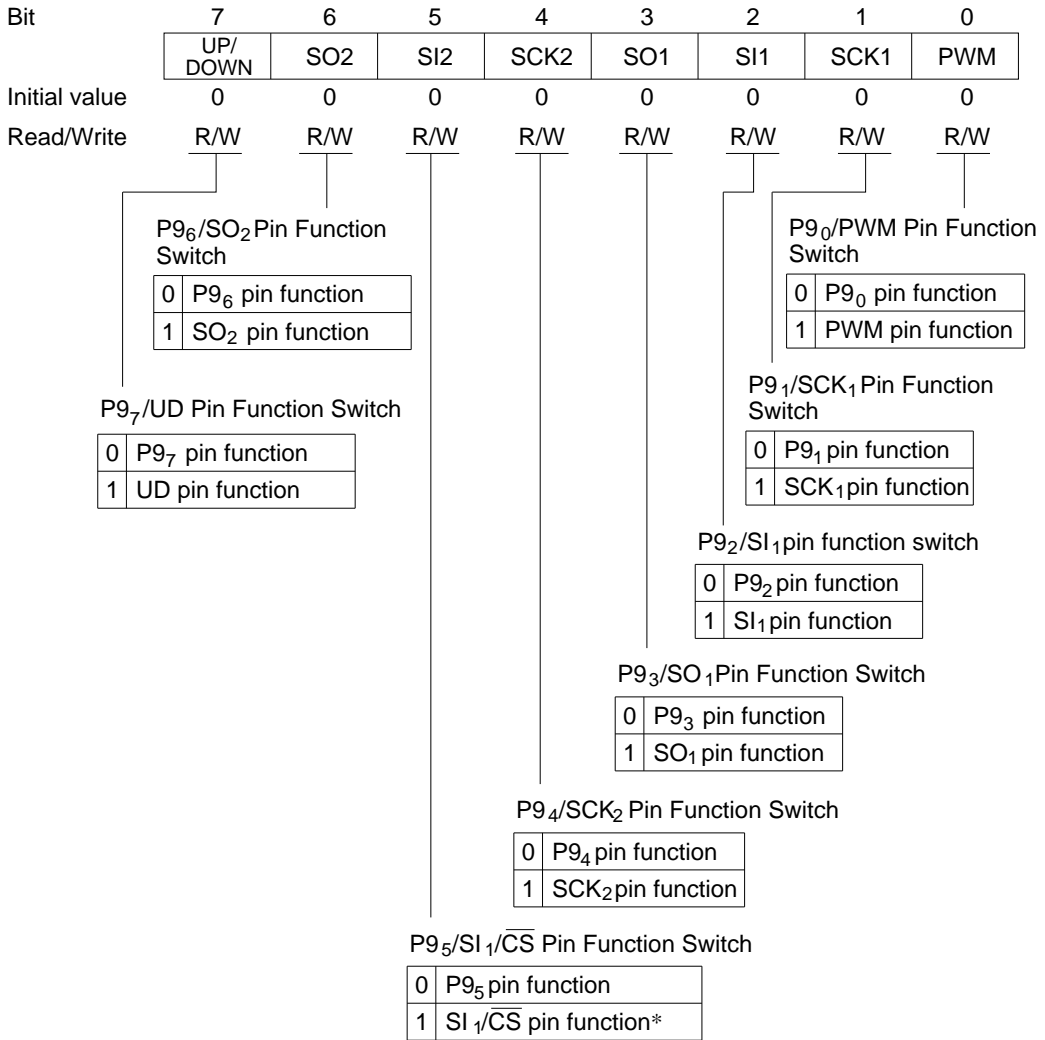 Bit 7 6 5 4 3 2 1 0
UP/DOWN SO2 SI2 SCK2 SO1 SI1 SCK1 PWM
Initial value 0 0 0 0 0 0 0 0
Read/Write R/W R/W R/W R/W R/W R/W R/W R/W
P9₆/SO₂ Pin Function
Switch
0 P9₆ pin function
1 SO₂ pin function
P9₀/PWM Pin Function
Switch
0 P9₀ pin function
1 PWM pin function
P9₇/UD Pin Function Switch
0 P9₇ pin function
1 UD pin function
P9₁/SCK₁ Pin Function
Switch
0 P9₁ pin function
1 SCK₁ pin function
P9₂/SI₁ pin function switch
0 P9₂ pin function
1 SI₁ pin function
P9₃/SO₁ Pin Function Switch
0 P9₃ pin function
1 SO₁ pin function
P9₄/SCK₂ Pin Function Switch
0 P9₄ pin function
1 SCK₂ pin function
P9₅/SI₁/C̅S̅ Pin Function Switch
0 P9₅ pin function
1 SI₁/C̅S̅ pin function*